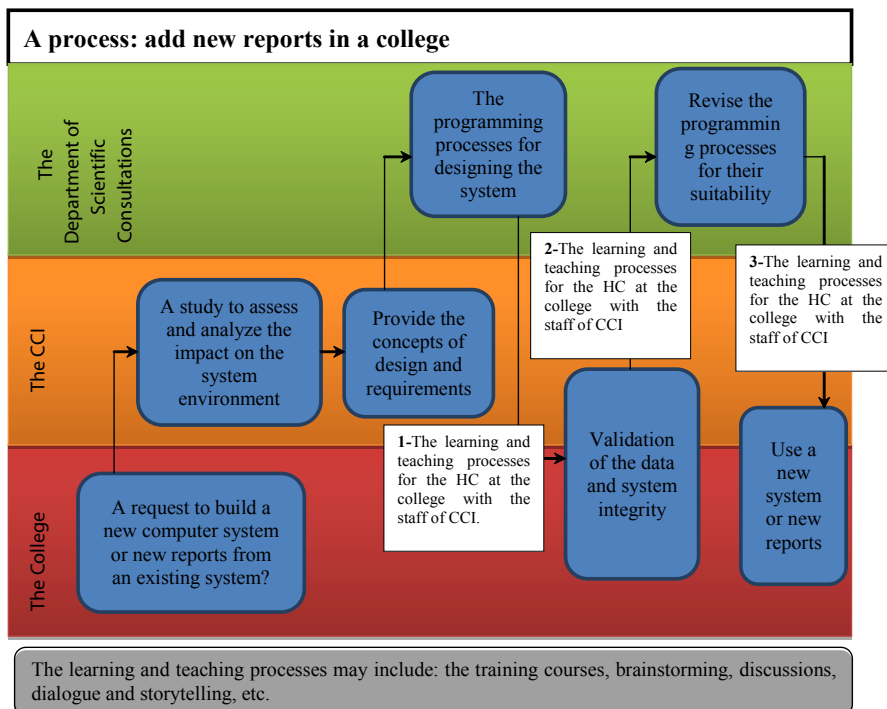 A process: add new reports in a college
The
Department of
Scientific
Consultations
The
programming
processes for
designing the
system
Revise the
programmin
g processes
for their
suitability
2-The learning and
teaching processes
for the HC at the
college with the
staff of CCI
3-The learning and
teaching processes
for the HC at the
college with the
staff of CCI
The CCI
A study to assess
and analyze the
impact on the
system
environment
Provide the
concepts of
design and
requirements
1-The learning and
teaching processes
for the HC at the
college with the
staff of CCI.
Validation
of the data
and system
integrity
Use a
new
system
or new
reports
The College
A request to build a
new computer system
or new reports from
an existing system?
The learning and teaching processes may include: the training courses, brainstorming, discussions,
dialogue and storytelling, etc.